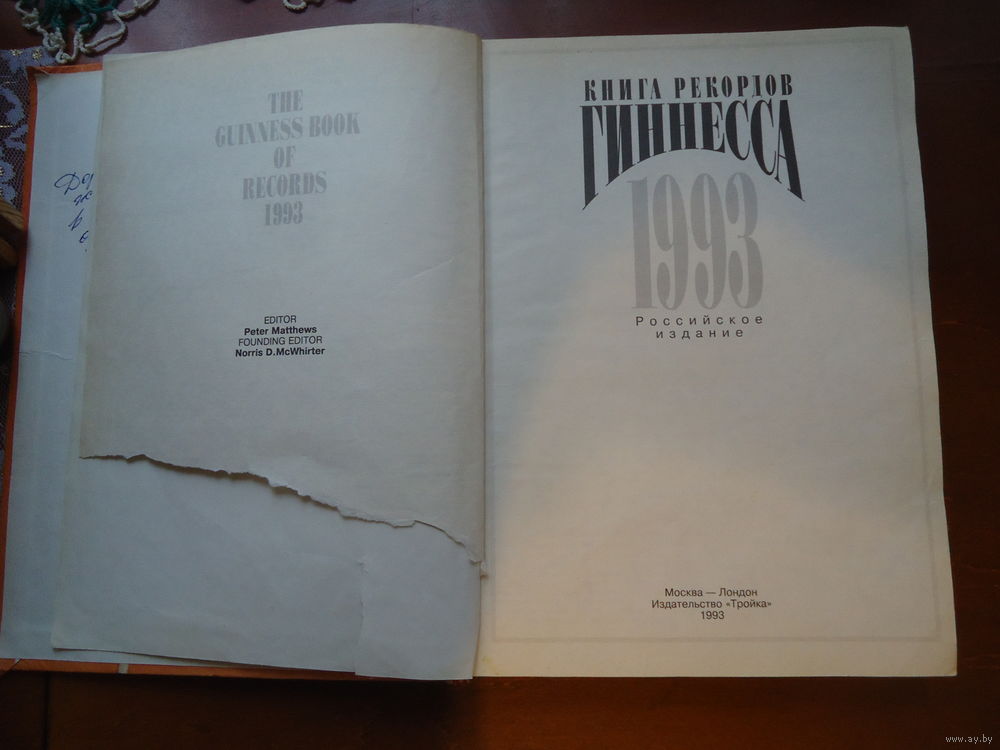 THE
GUINNESS BOOK
OF
RECORDS
1993
EDITOR
Peter Matthews
FOUNDING EDITOR
Norris D.McWhirter
КНИГА РЕКОРДОВ
ГИННЕССА
1993
Российское
издание
Москва — Лондон
Издательство «Тройка»
1993
www.ay.by